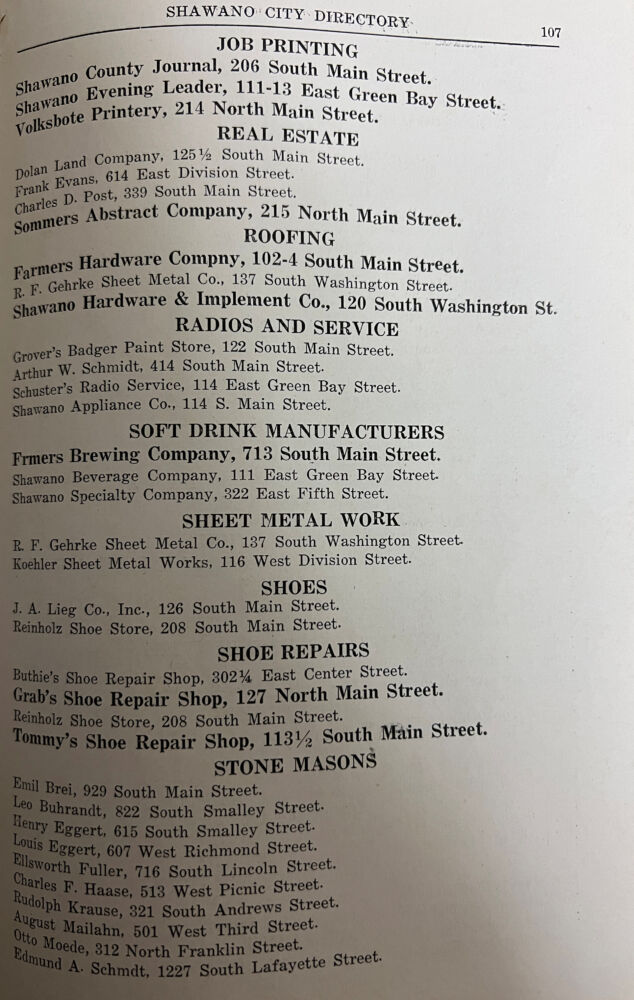 SHAWANO CITY DIRECTORY
107
JOB PRINTING
Shawano County Journal, 206 South Main Street.
Shawano Evening Leader, 111-13 East Green Bay Street.
Volksbote Printery, 214 North Main Street.
REAL ESTATE
Dolan Land Company, 125½ South Main Street.
Frank Evans, 614 East Division Street.
Charles D. Post, 339 South Main Street.
Sommers Abstract Company, 215 North Main Street.
ROOFING
Farmers Hardware Compny, 102-4 South Main Street.
R. F. Gehrke Sheet Metal Co., 137 South Washington Street.
Shawano Hardware & Implement Co., 120 South Washington St.
RADIOS AND SERVICE
Grover's Badger Paint Store, 122 South Main Street.
Arthur W. Schmidt, 414 South Main Street.
Schuster's Radio Service, 114 East Green Bay Street.
Shawano Appliance Co., 114 S. Main Street.
SOFT DRINK MANUFACTURERS
Frmers Brewing Company, 713 South Main Street.
Shawano Beverage Company, 111 East Green Bay Street.
Shawano Specialty Company, 322 East Fifth Street.
SHEET METAL WORK
R. F. Gehrke Sheet Metal Co., 137 South Washington Street.
Koehler Sheet Metal Works, 116 West Division Street.
SHOES
J. A. Lieg Co., Inc., 126 South Main Street.
Reinholz Shoe Store, 208 South Main Street.
SHOE REPAIRS
Buthie's Shoe Repair Shop, 302¼ East Center Street.
Grab's Shoe Repair Shop, 127 North Main Street.
Reinholz Shoe Store, 208 South Main Street.
Tommy's Shoe Repair Shop, 113½ South Main Street.
STONE MASONS
Emil Brei, 929 South Main Street.
Leo Buhrandt, 822 South Smalley Street.
Henry Eggert, 615 South Smalley Street.
Louis Eggert, 607 West Richmond Street.
Ellsworth Fuller, 716 South Lincoln Street.
Charles F. Haase, 513 West Picnic Street.
Rudolph Krause, 321 South Andrews Street.
August Mailahn, 501 West Third Street.
Otto Moede, 312 North Franklin Street.
Edmund A. Schmdt, 1227 South Lafayette Street.